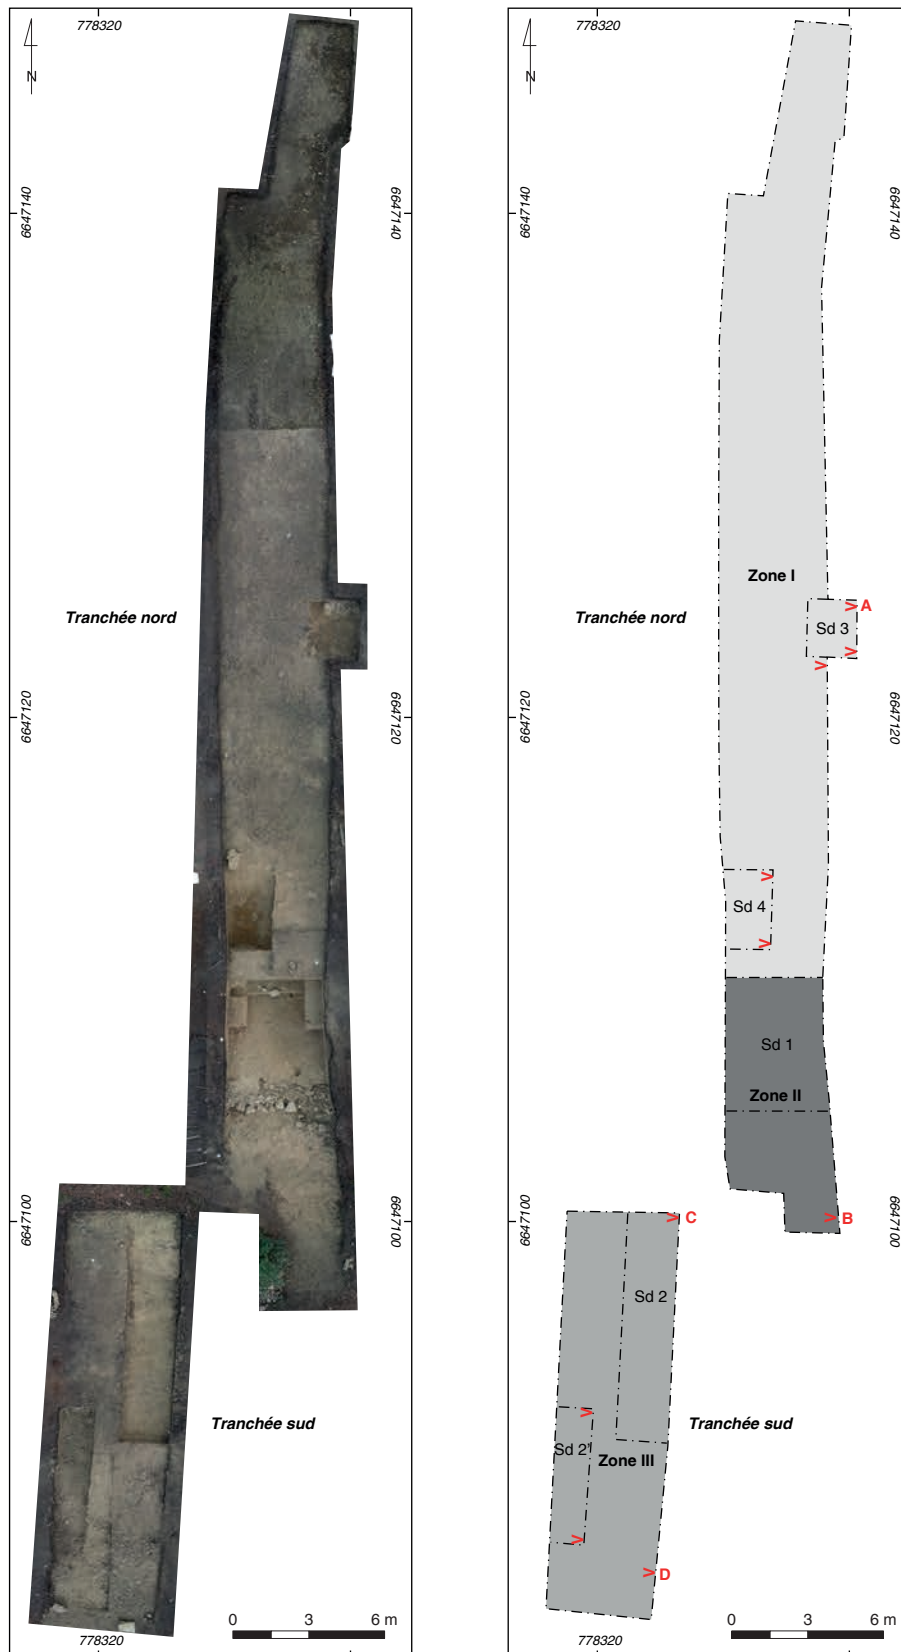 778320
N
6647140
6647140
Tranchée nord
6647120
6647120
6647100
6647100
Tranchée sud
0 3 6 m
778320
778320
N
6647140
6647140
Zone I
A
Tranchée nord
Sd 3
6647120
6647120
Sd 4
Sd 1
Zone II
6647100
6647100
C
B
Sd 2
Tranchée sud
Sd 2'
Zone III
D
0 3 6 m
778320